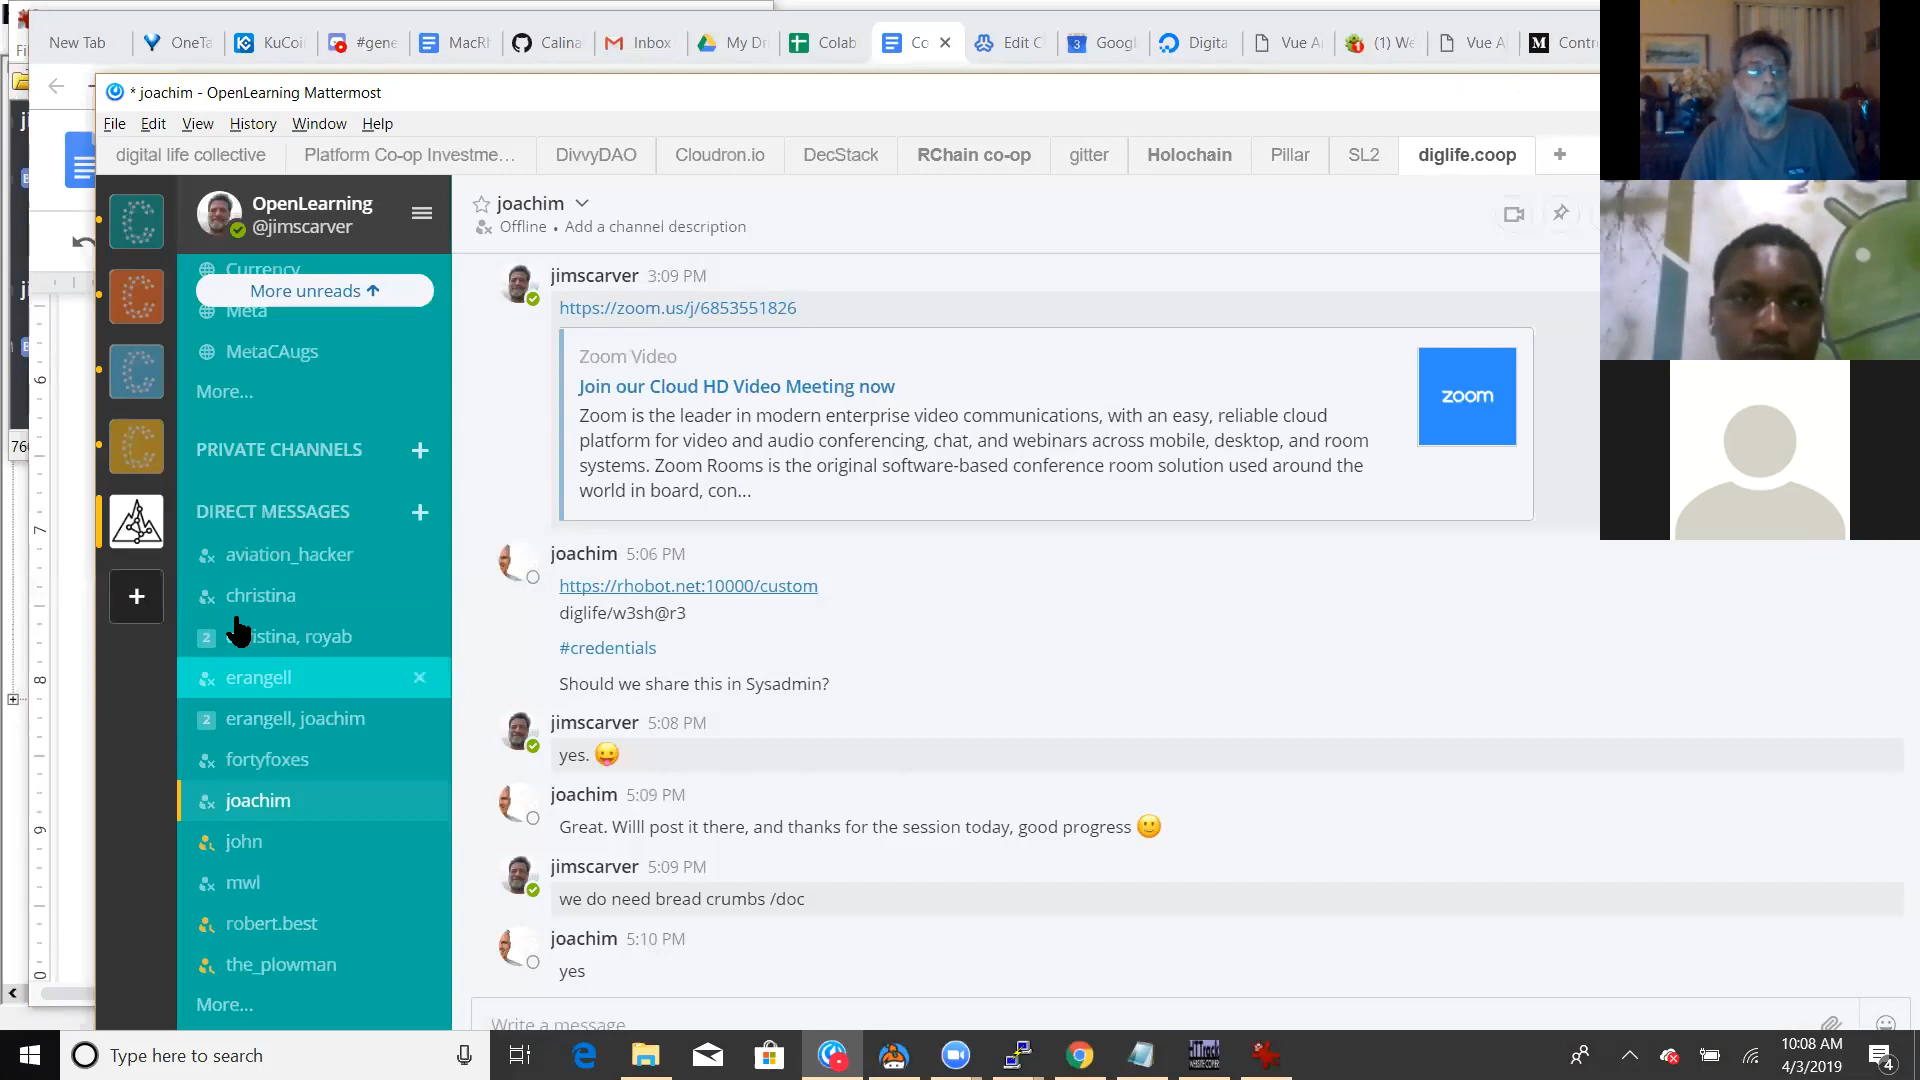 New Tab
OneTa
KuCoi
#gene
MacRh
Calina
Inbox
My Dr
Colab
Co
Edit C
Googl
Digita
Vue A
(1) We
Vue A
Contr
* joachim - OpenLearning Mattermost
File Edit View History Window Help
digital life collective
Platform Co-op Investme...
DivvyDAO
Cloudron.io
DecStack
RChain co-op
gitter
Holochain
Pillar
SL2
diglife.coop
+
OpenLearning
@jimscarver
Currency
More unreads ↑
Meta
MetaCAugs
More...
PRIVATE CHANNELS +
DIRECT MESSAGES +
aviation_hacker
christina
2 christina, royab
erangell ×
2 erangell, joachim
fortyfoxes
joachim
john
mwl
robert.best
the_plowman
More...
joachim
Offline • Add a channel description
jimscarver 3:09 PM
https://zoom.us/j/6853551826
Zoom Video
Join our Cloud HD Video Meeting now
Zoom is the leader in modern enterprise video communications, with an easy, reliable cloud
platform for video and audio conferencing, chat, and webinars across mobile, desktop, and room
systems. Zoom Rooms is the original software-based conference room solution used around the
world in board, con...
zoom
joachim 5:06 PM
https://rhobot.net:10000/custom
diglife/w3sh@r3
#credentials
Should we share this in Sysadmin?
jimscarver 5:08 PM
yes. 😛
joachim 5:09 PM
Great. Willl post it there, and thanks for the session today, good progress 🙂
jimscarver 5:09 PM
we do need bread crumbs /doc
joachim 5:10 PM
yes
Write a message
6
7
8
9
Type here to search
10:08 AM
4/3/2019
4